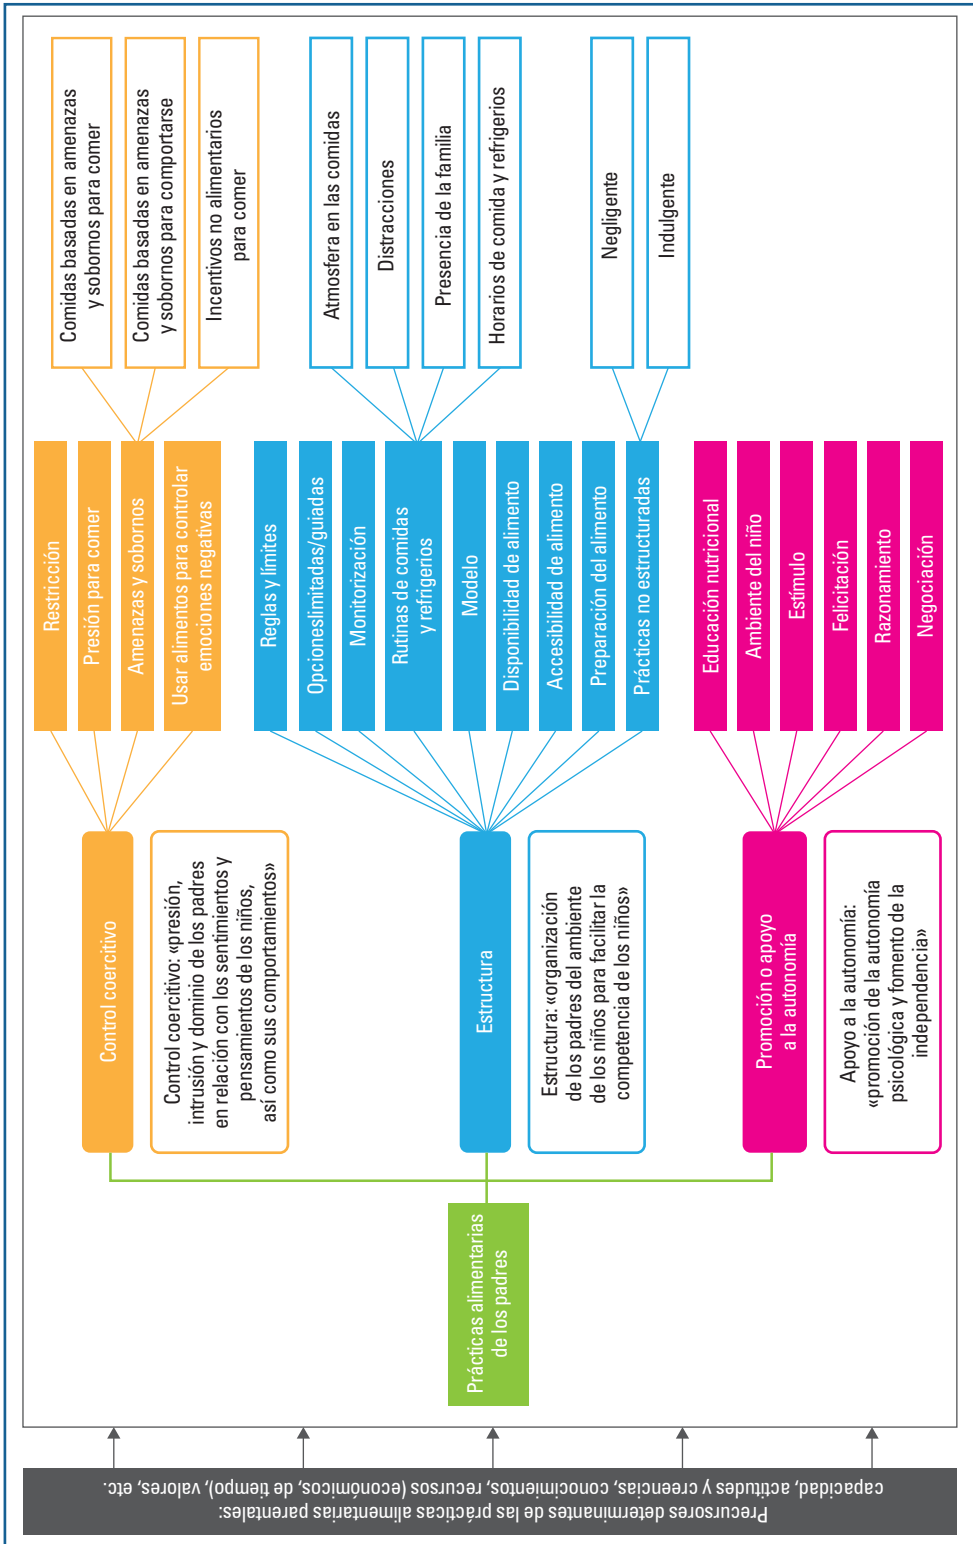 Precursores determinantes de las prácticas alimentarias parentales:
capacidad, actitudes y creencias, conocimientos, recursos (económicos, de tiempo), valores, etc.
Prácticas alimentarias
de los padres
Control coercitivo
Control coercitivo: «presión,
intrusión y dominio de los padres
en relación con los sentimientos y
pensamientos de los niños,
así como sus comportamientos»
Restricción
Presión para comer
Amenazas y sobornos
Usar alimentos para controlar
emociones negativas
Comidas basadas en amenazas
y sobornos para comer
Comidas basadas en amenazas
y sobornos para comportarse
Incentivos no alimentarios
para comer
Estructura
Estructura: «organización
de los padres del ambiente
de los niños para facilitar la
competencia de los niños»
Reglas y límites
Opcioneslimitadas/guiadas
Monitorización
Rutinas de comidas
y refrigerios
Modelo
Disponibilidad de alimento
Accesibilidad de alimento
Preparación del alimento
Prácticas no estructuradas
Atmosfera en las comidas
Distracciones
Presencia de la familia
Horarios de comida y refrigerios
Negligente
Indulgente
Promoción o apoyo
a la autonomía
Apoyo a la autonomía:
«promoción de la autonomía
psicológica y fomento de la
independencia»
Educación nutricional
Ambiente del niño
Estímulo
Felicitación
Razonamiento
Negociación